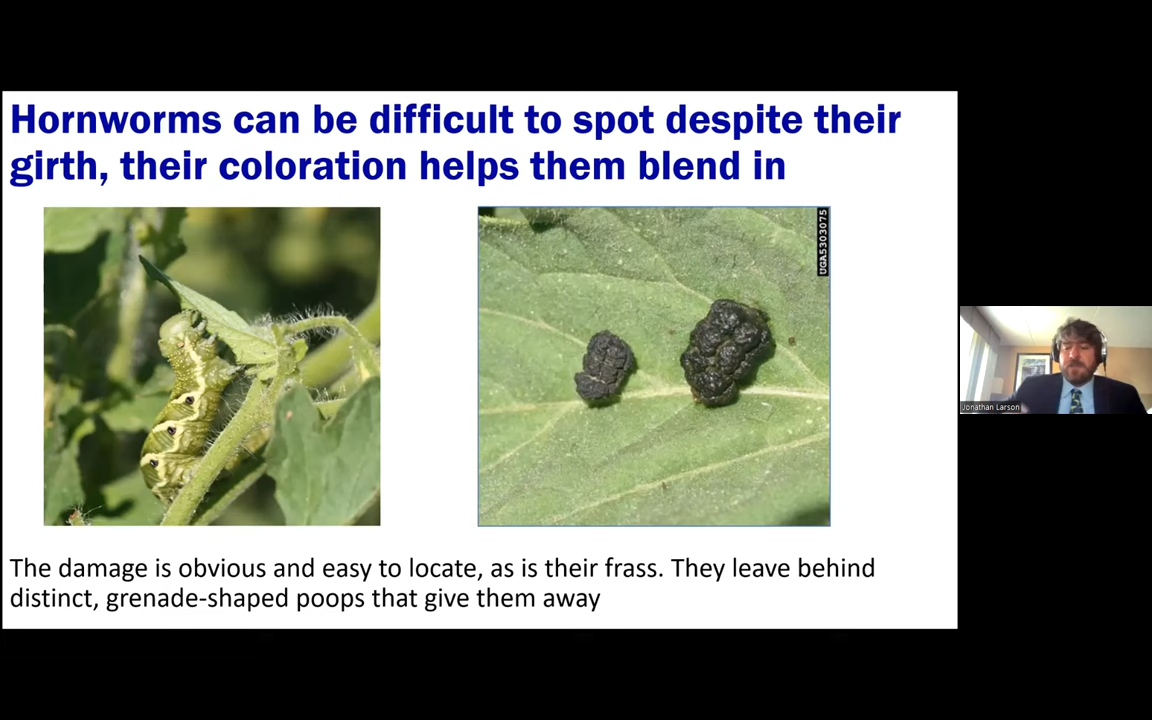 Hornworms can be difficult to spot despite their
girth, their coloration helps them blend in
UGA5303075
Jonathan Larson
The damage is obvious and easy to locate, as is their frass. They leave behind
distinct, grenade-shaped poops that give them away